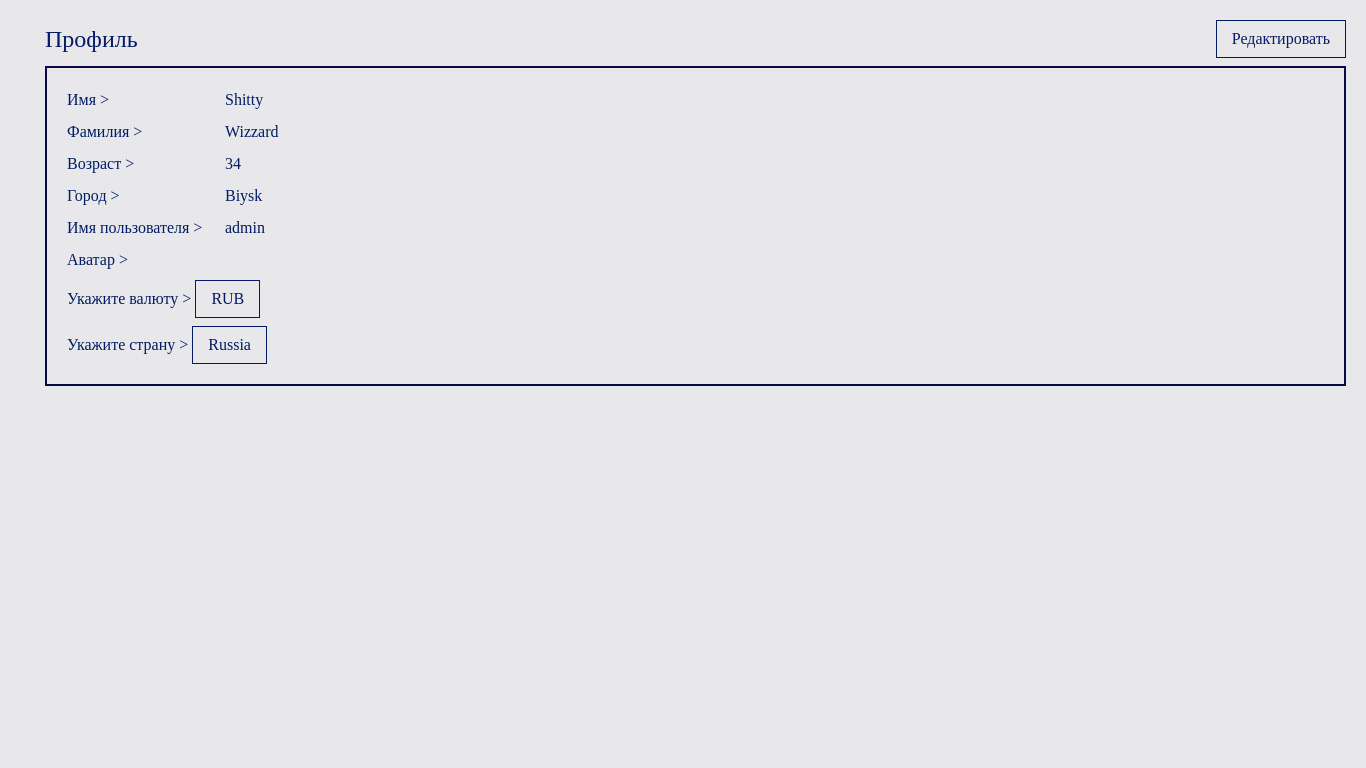 Профиль
Редактировать
Имя > Shitty
Фамилия > Wizzard
Возраст > 34
Город > Biysk
Имя пользователя > admin
Аватар >
Укажите валюту > RUB
Укажите страну > Russia